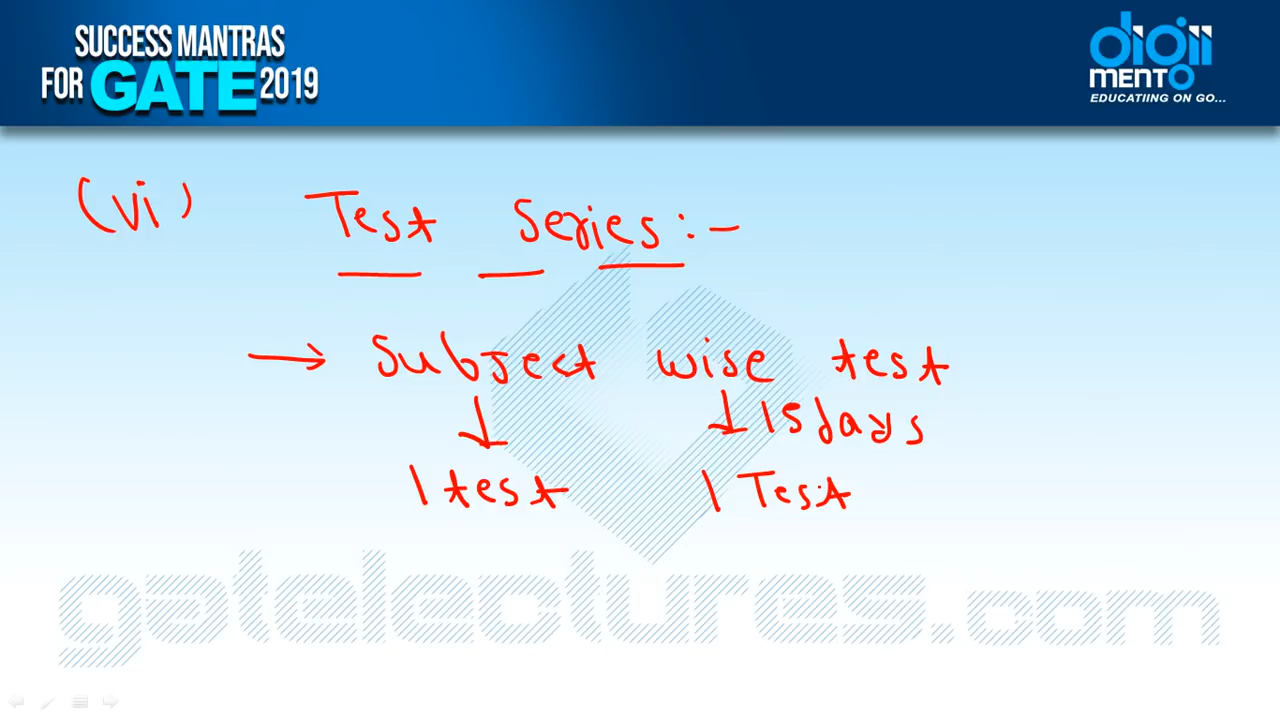 SUCCESS MANTRAS
FOR GATE 2019
digii
mento
EDUCATIING ON GO...
(vi) Test Series:-
→ Subject wise test
↓ ↓ 15 days
1 test 1 Test
gatelectures.com